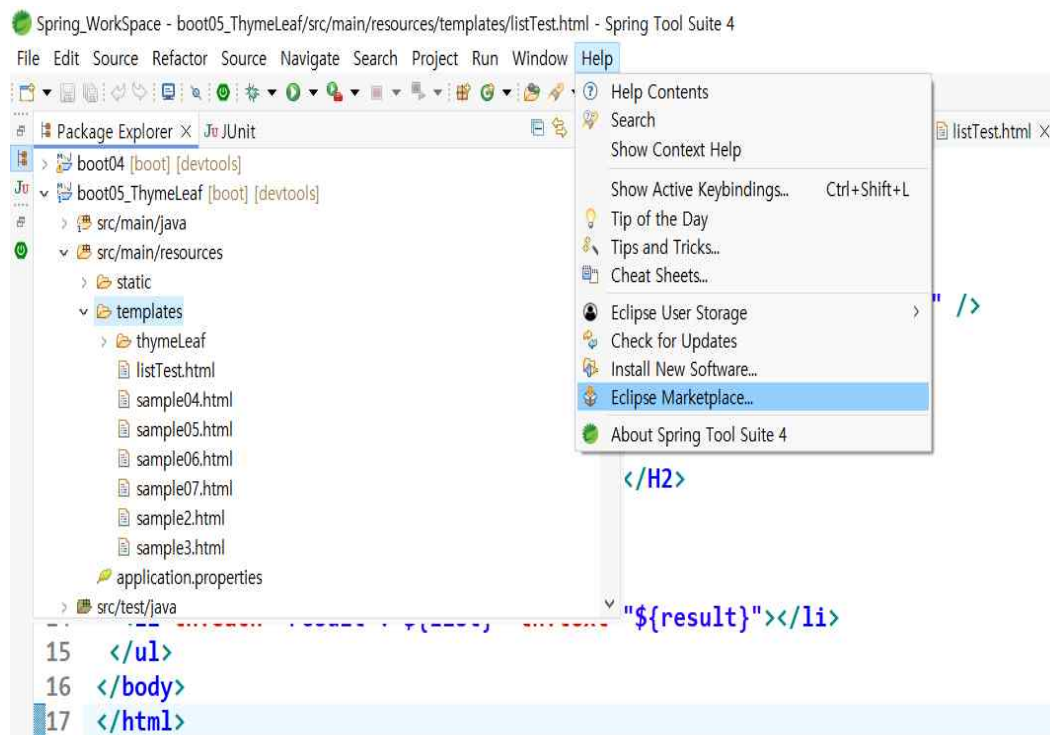 Spring_WorkSpace - boot05_ThymeLeaf/src/main/resources/templates/listTest.html - Spring Tool Suite 4
File Edit Source Refactor Source Navigate Search Project Run Window Help
Package Explorer × JUnit
listTest.html ×
boot04 [boot] [devtools]
boot05_ThymeLeaf [boot] [devtools]
src/main/java
src/main/resources
static
templates
thymeLeaf
listTest.html
sample04.html
sample05.html
sample06.html
sample07.html
sample2.html
sample3.html
application.properties
src/test/java
Help Contents
Search
Show Context Help
Show Active Keybindings... Ctrl+Shift+L
Tip of the Day
Tips and Tricks...
Cheat Sheets...
Eclipse User Storage
Check for Updates
Install New Software...
Eclipse Marketplace...
About Spring Tool Suite 4
" />
</H2>
"${result}"></li>
15 </ul>
16 </body>
17 </html>